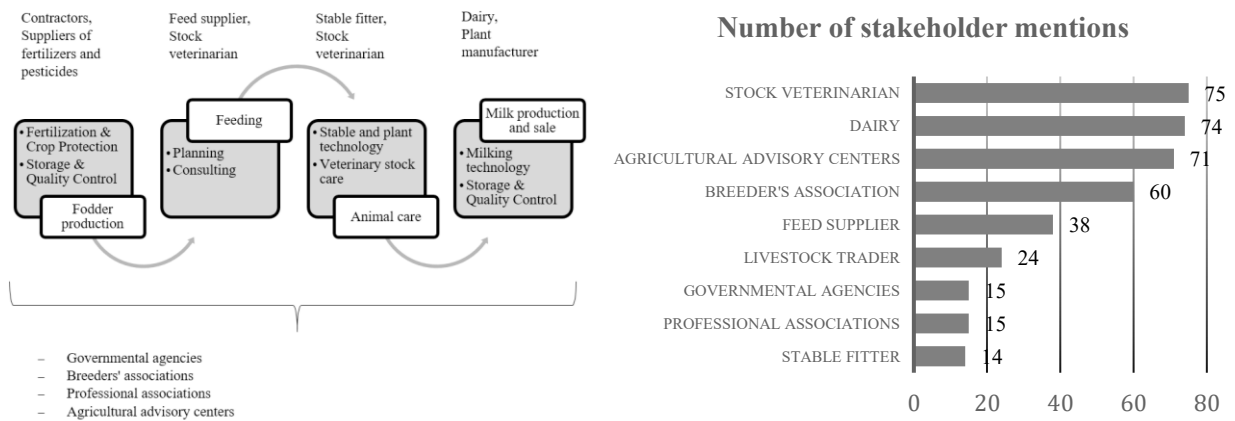 Contractors,
Suppliers of
fertilizers and
pesticides
Feed supplier,
Stock
veterinarian
Stable fitter,
Stock
veterinarian
Dairy,
Plant
manufacturer
• Fertilization &
Crop Protection
• Storage &
Quality Control
Fodder
production
Feeding
• Planning
• Consulting
• Stable and plant
technology
• Veterinary stock
care
Animal care
Milk production
and sale
• Milking
technology
• Storage &
Quality Control
– Governmental agencies
– Breeders' associations
– Professional associations
– Agricultural advisory centers
Number of stakeholder mentions
STOCK VETERINARIAN 75
DAIRY 74
AGRICULTURAL ADVISORY CENTERS 71
BREEDER'S ASSOCIATION 60
FEED SUPPLIER 38
LIVESTOCK TRADER 24
GOVERNMENTAL AGENCIES 15
PROFESSIONAL ASSOCIATIONS 15
STABLE FITTER 14
0 20 40 60 80